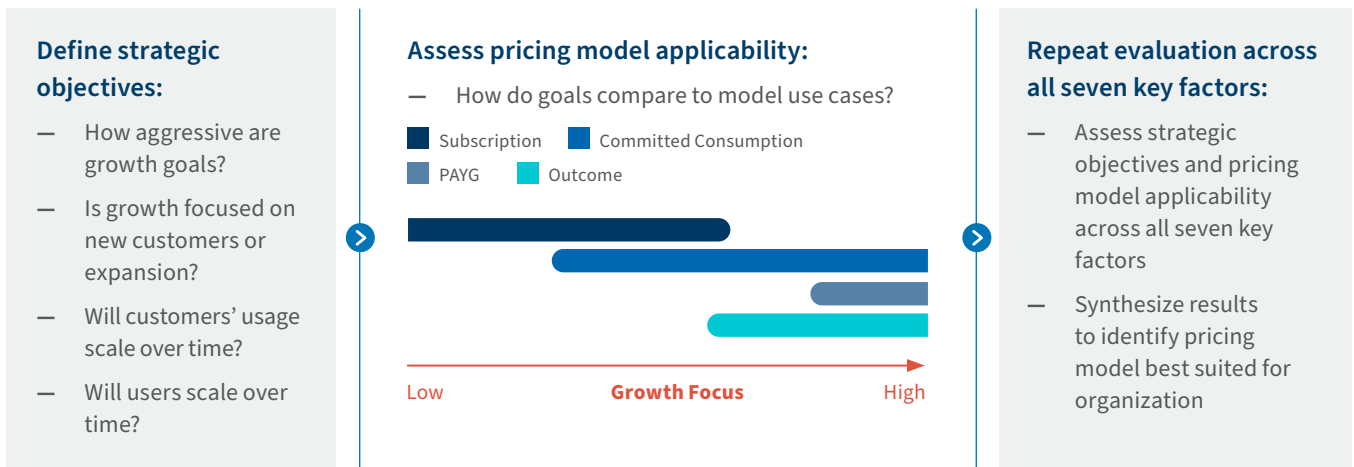 Define strategic
objectives:
— How aggressive are
growth goals?
— Is growth focused on
new customers or
expansion?
— Will customers’ usage
scale over time?
— Will users scale over
time?
Assess pricing model applicability:
— How do goals compare to model use cases?
Subscription Committed Consumption
PAYG Outcome
Low Growth Focus High
Repeat evaluation across
all seven key factors:
— Assess strategic
objectives and pricing
model applicability
across all seven key
factors
— Synthesize results
to identify pricing
model best suited for
organization